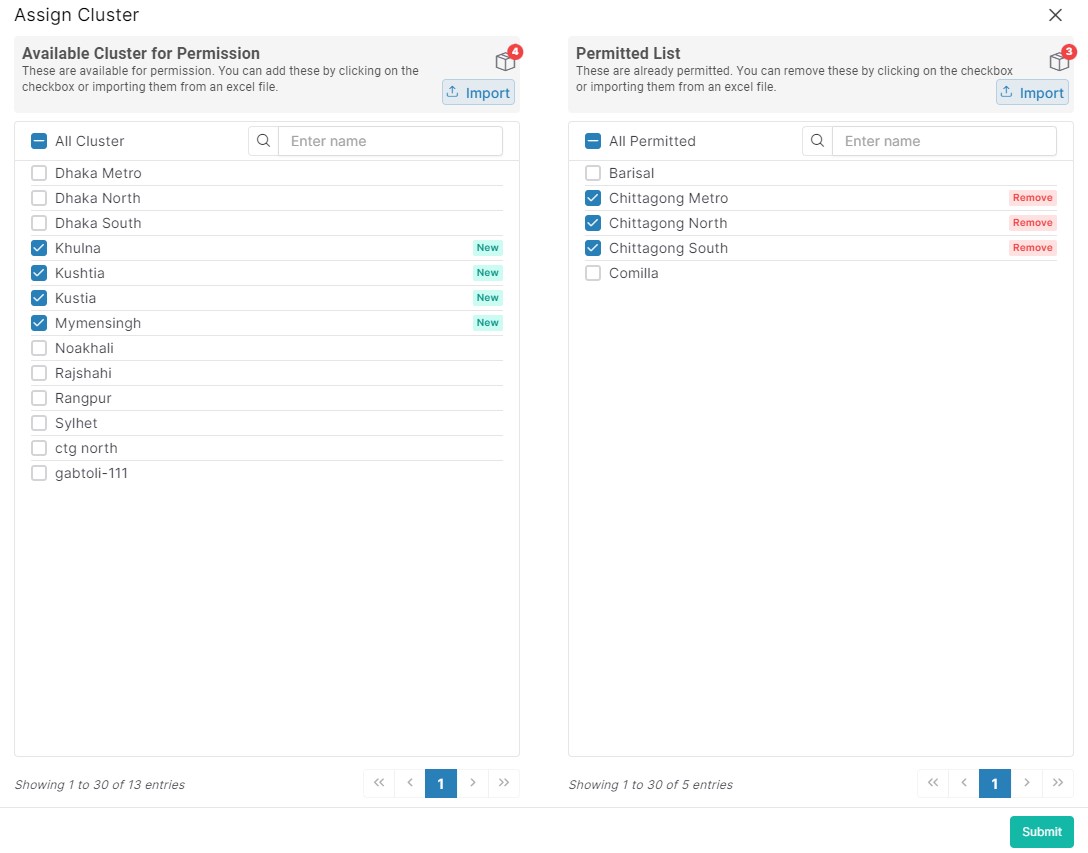 Assign Cluster
Available Cluster for Permission
4
These are available for permission. You can add these by clicking on the
checkbox or importing them from an excel file.
Import
All Cluster
Enter name
Dhaka Metro
Dhaka North
Dhaka South
Khulna New
Kushtia New
Kustia New
Mymensingh New
Noakhali
Rajshahi
Rangpur
Sylhet
ctg north
gabtoli-111
Showing 1 to 30 of 13 entries
« ‹ 1 › »
Permitted List
3
These are already permitted. You can remove these by clicking on the checkbox
or importing them from an excel file.
Import
All Permitted
Enter name
Barisal
Chittagong Metro Remove
Chittagong North Remove
Chittagong South Remove
Comilla
Showing 1 to 30 of 5 entries
« ‹ 1 › »
Submit